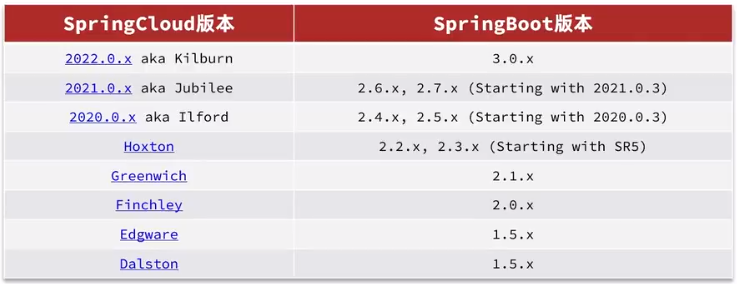 SpringCloud版本 SpringBoot版本
2022.0.x aka Kilburn 3.0.x
2021.0.x aka Jubilee 2.6.x, 2.7.x (Starting with 2021.0.3)
2020.0.x aka Ilford 2.4.x, 2.5.x (Starting with 2020.0.3)
Hoxton 2.2.x, 2.3.x (Starting with SR5)
Greenwich 2.1.x
Finchley 2.0.x
Edgware 1.5.x
Dalston 1.5.x